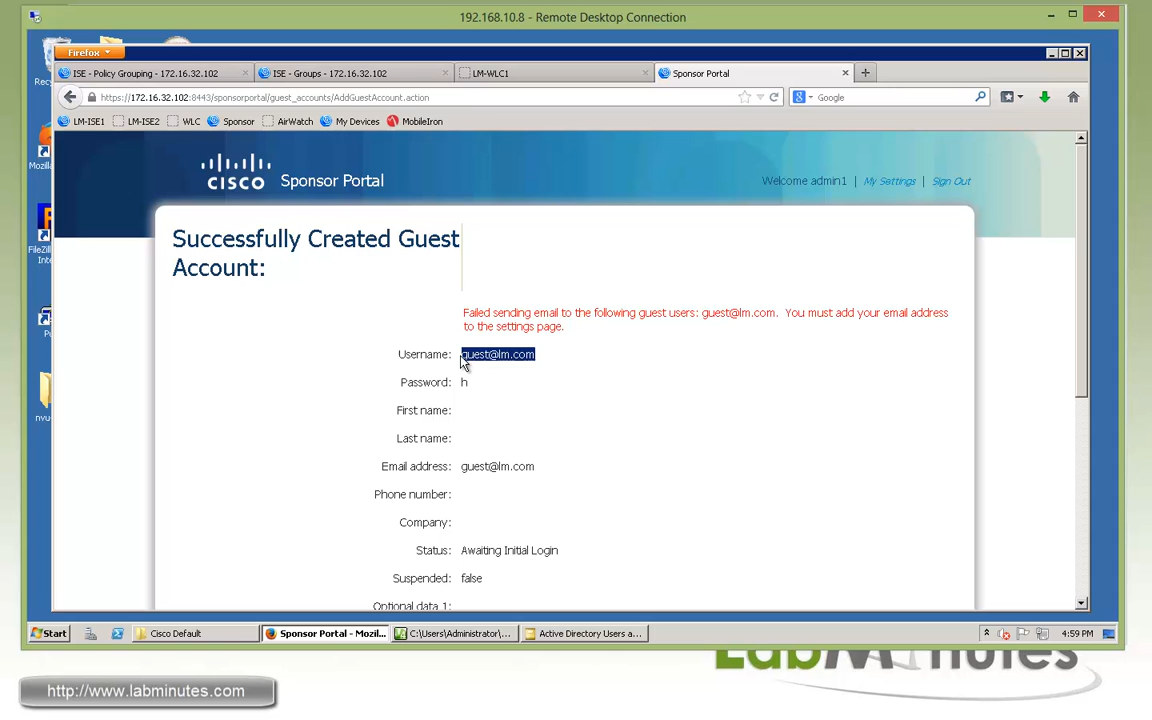 192.168.10.8 - Remote Desktop Connection
Firefox
ISE - Policy Grouping - 172.16.32.102
ISE - Groups - 172.16.32.102
LM-WLC1
Sponsor Portal
https://172.16.32.102:8443/sponsorportal/guest_accounts/AddGuestAccount.action
Google
LM-ISE1
LM-ISE2
WLC
Sponsor
AirWatch
My Devices
MobileIron
CISCO Sponsor Portal
Welcome admin1 | My Settings | Sign Out
Successfully Created Guest
Account:
Failed sending email to the following guest users: guest@lm.com. You must add your email address
to the settings page.
Username: guest@lm.com
Password: h
First name:
Last name:
Email address: guest@lm.com
Phone number:
Company:
Status: Awaiting Initial Login
Suspended: false
Optional data 1:
Start
Cisco Default
Sponsor Portal - Mozil...
C:\Users\Administrator/...
Active Directory Users a...
4:59 PM
LabMinutes
http://www.labminutes.com